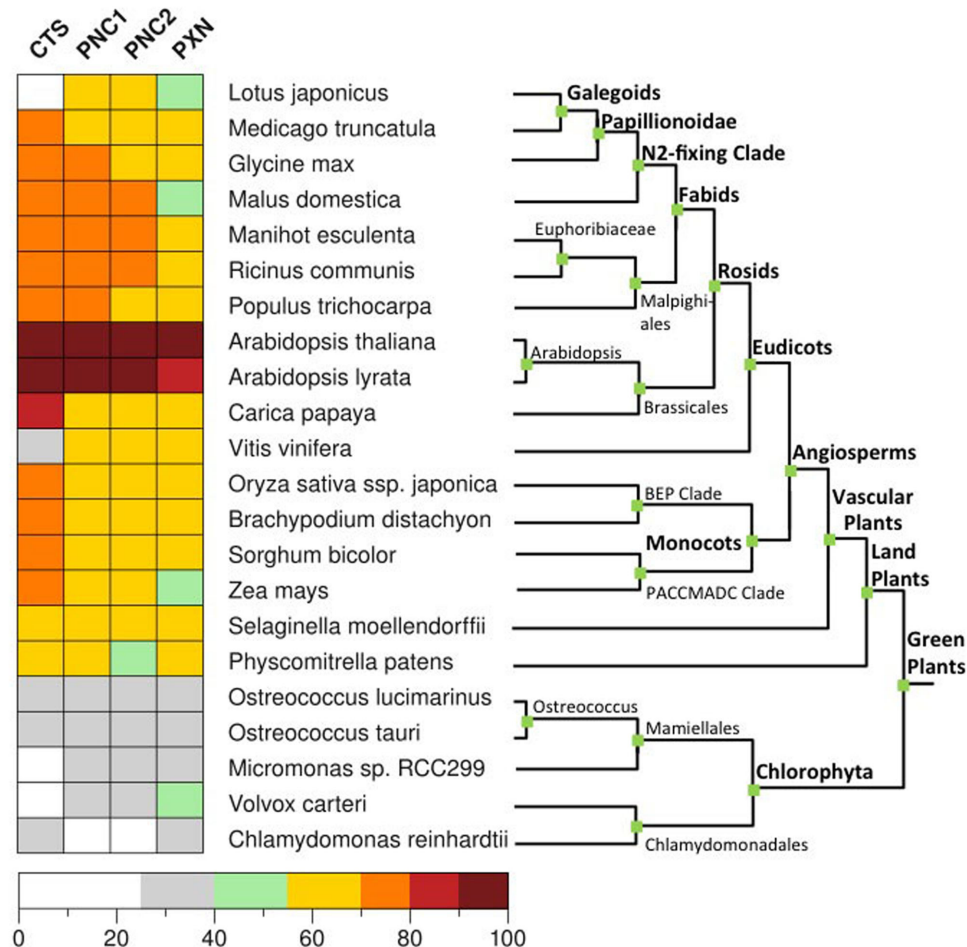 CTS PNC1 PNC2 PXN
Lotus japonicus
Medicago truncatula
Glycine max
Malus domestica
Manihot esculenta
Ricinus communis
Populus trichocarpa
Arabidopsis thaliana
Arabidopsis lyrata
Carica papaya
Vitis vinifera
Oryza sativa ssp. japonica
Brachypodium distachyon
Sorghum bicolor
Zea mays
Selaginella moellendorffii
Physcomitrella patens
Ostreococcus lucimarinus
Ostreococcus tauri
Micromonas sp. RCC299
Volvox carteri
Chlamydomonas reinhardtii
Galegoids
Papillionoidae
N2-fixing Clade
Fabids
Euphoribiaceae
Rosids
Malpighi-
ales
Eudicots
Arabidopsis
Brassicales
Angiosperms
BEP Clade
Vascular
Plants
Monocots
Land
Plants
PACCMADC Clade
Green
Plants
Ostreococcus
Mamiellales
Chlorophyta
Chlamydomonadales
0 20 40 60 80 100